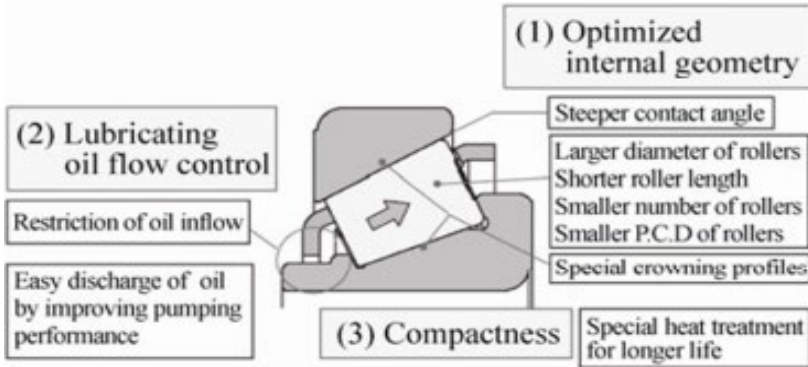 (1) Optimized
internal geometry
Steeper contact angle
Larger diameter of rollers
Shorter roller length
Smaller number of rollers
Smaller P.C.D of rollers
Special crowning profiles
(2) Lubricating
oil flow control
Restriction of oil inflow
Easy discharge of oil
by improving pumping
performance
(3) Compactness
Special heat treatment
for longer life